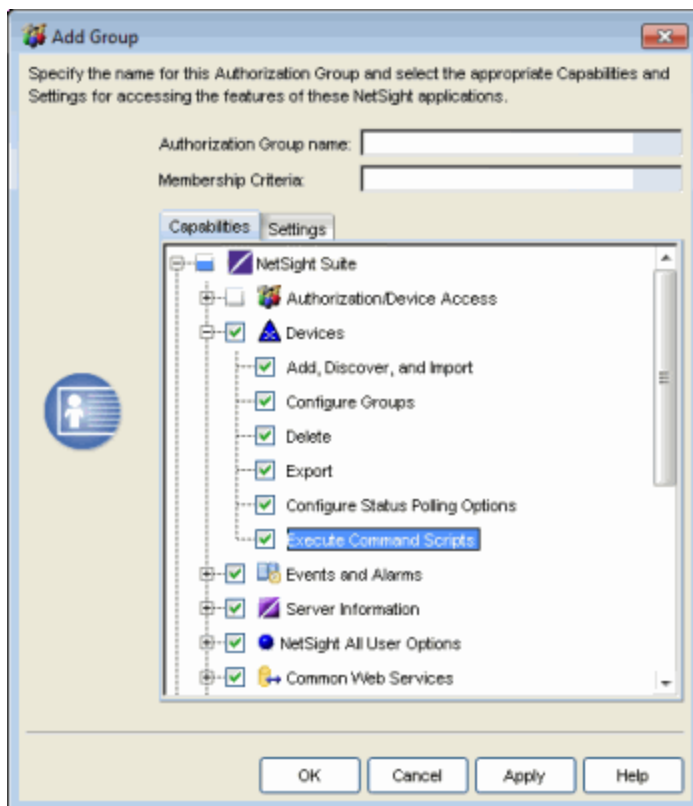 Add Group
Specify the name for this Authorization Group and select the appropriate Capabilities and
Settings for accessing the features of these NetSight applications.
Authorization Group name:
Membership Criteria:
Capabilities Settings
NetSight Suite
Authorization/Device Access
Devices
Add, Discover, and Import
Configure Groups
Delete
Export
Configure Status Polling Options
Execute Command Scripts
Events and Alarms
Server Information
NetSight All User Options
Common Web Services
OK Cancel Apply Help